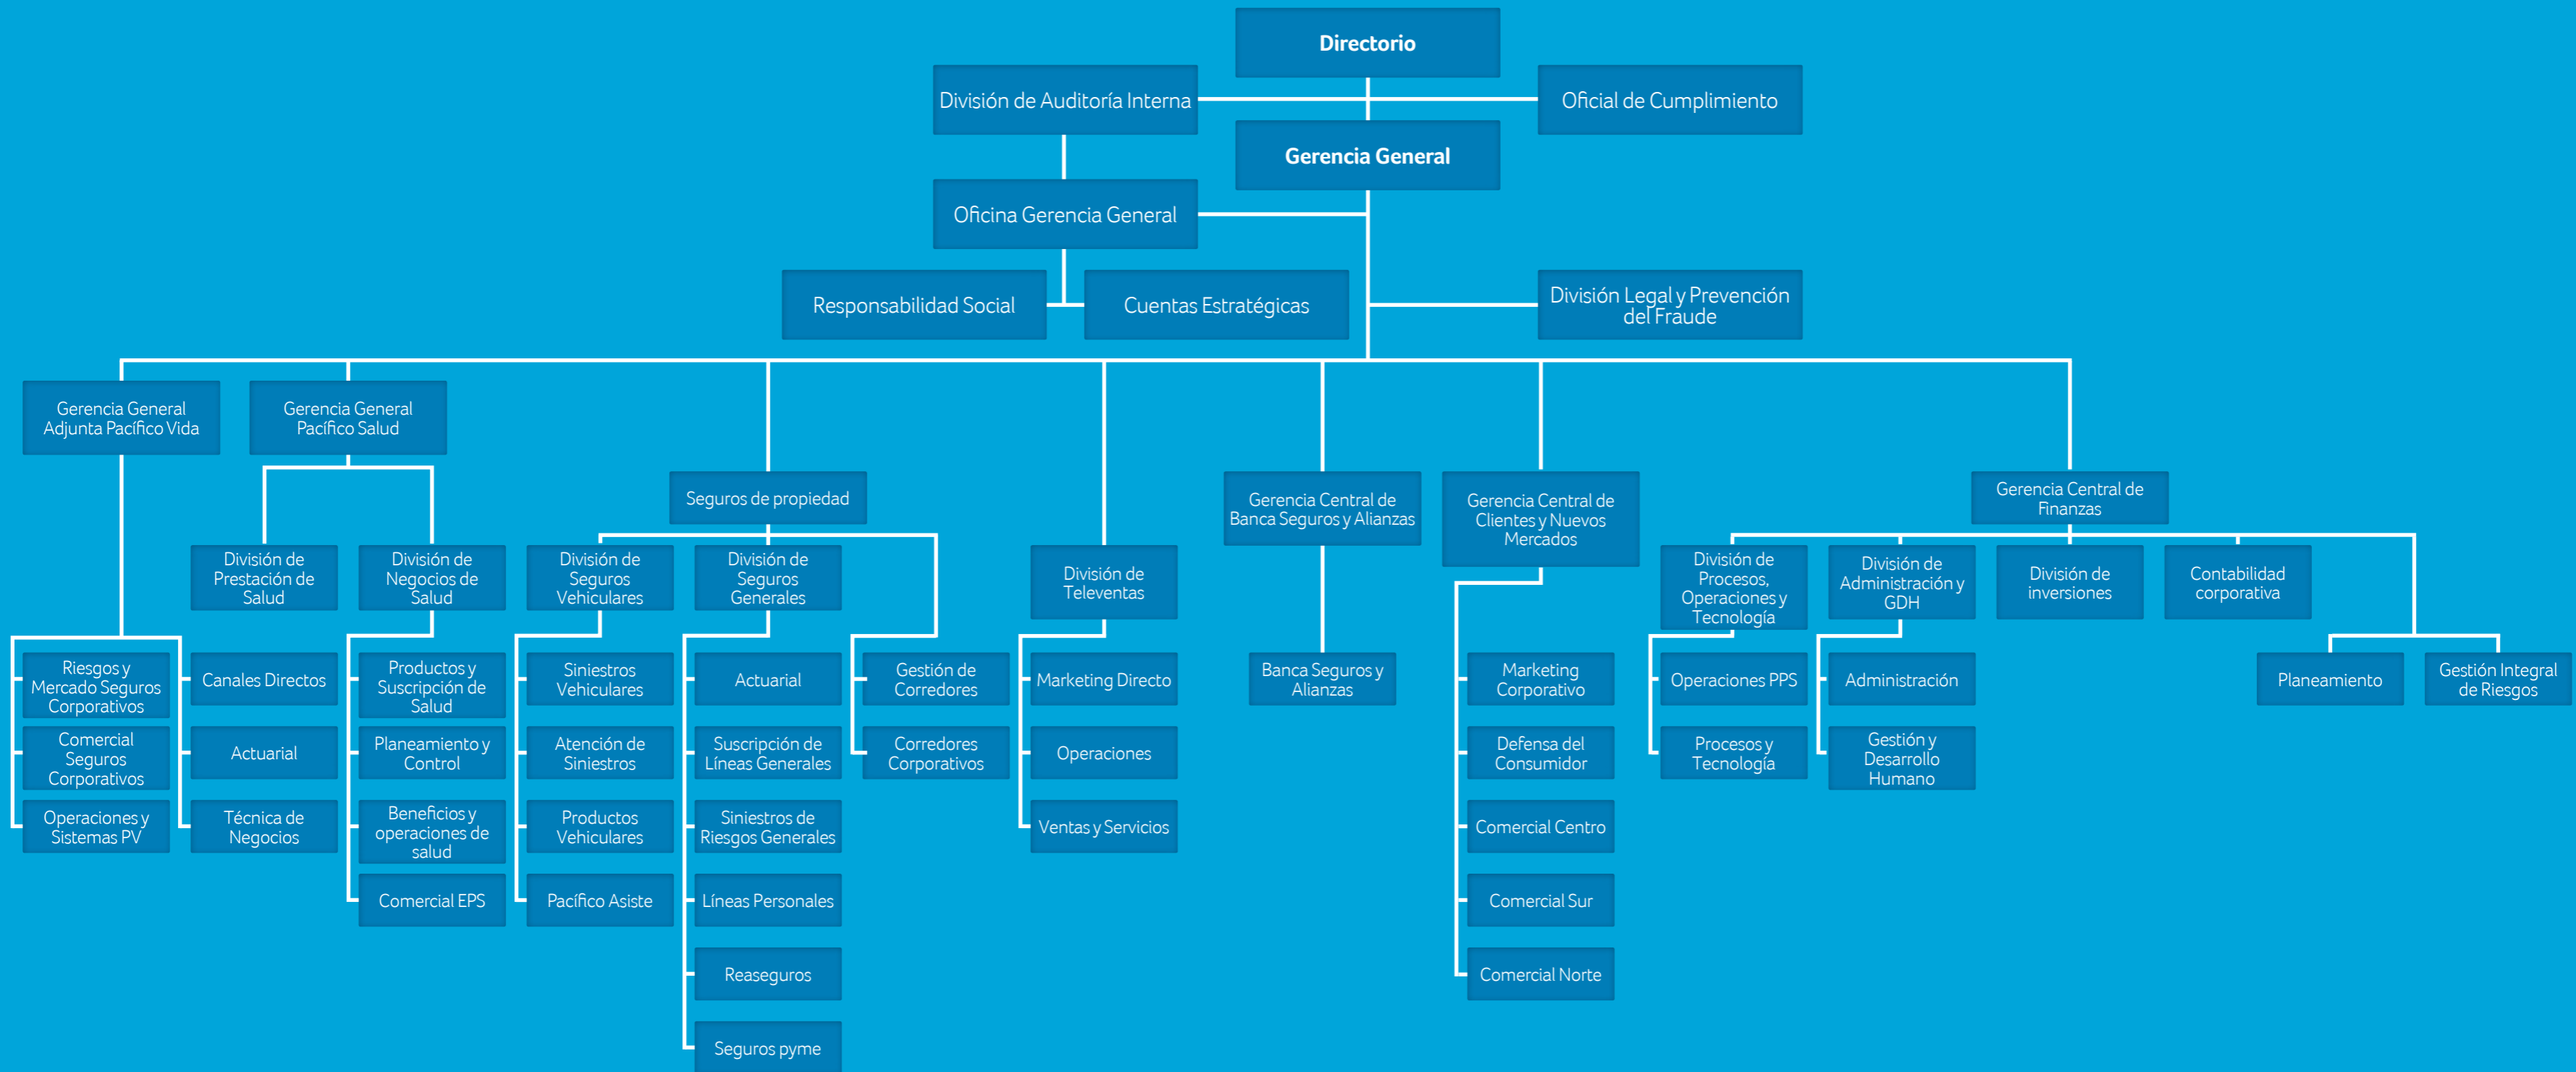 Directorio
División de Auditoría Interna
Oficial de Cumplimiento
Gerencia General
Oficina Gerencia General
Responsabilidad Social
Cuentas Estratégicas
División Legal y Prevención
del Fraude
Gerencia General
Adjunta Pacífico Vida
Gerencia General
Pacífico Salud
Seguros de propiedad
Gerencia Central de
Banca Seguros y Alianzas
Gerencia Central de
Clientes y Nuevos
Mercados
Gerencia Central de
Finanzas
División de
Prestación de
Salud
División de
Negocios de
Salud
División de
Seguros
Vehiculares
División de
Seguros
Generales
División de
Televentas
División de
Procesos,
Operaciones y
Tecnología
División de
Administración y
GDH
División de
inversiones
Contabilidad
corporativa
Riesgos y
Mercado Seguros
Corporativos
Canales Directos
Productos y
Suscripción de
Salud
Siniestros
Vehiculares
Actuarial
Gestión de
Corredores
Marketing Directo
Banca Seguros y
Alianzas
Marketing
Corporativo
Operaciones PPS
Administración
Planeamiento
Gestión Integral
de Riesgos
Comercial
Seguros
Corporativos
Actuarial
Planeamiento y
Control
Atención de
Siniestros
Suscripción de
Líneas Generales
Corredores
Corporativos
Operaciones
Defensa del
Consumidor
Procesos y
Tecnología
Gestión y
Desarrollo
Humano
Operaciones y
Sistemas PV
Técnica de
Negocios
Beneficios y
operaciones de
salud
Productos
Vehiculares
Siniestros de
Riesgos Generales
Ventas y Servicios
Comercial Centro
Comercial EPS
Pacífico Asiste
Líneas Personales
Comercial Sur
Reaseguros
Comercial Norte
Seguros pyme